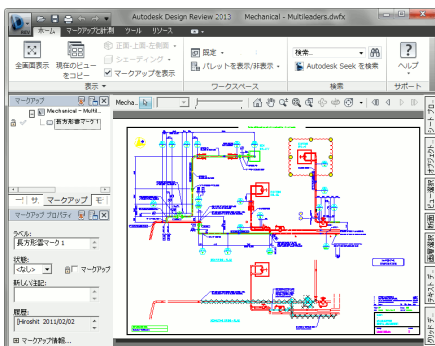 Autodesk Design Review 2013 Mechanical - Multileaders.dwfx
ホーム マークアップと計測 ツール リソース
全画面表示
現在のビュー
をコピー
正面-上面-左側面
シェーディング
マークアップを表示
表示
既定
パレットを表示/非表示
ワークスペース
検索...
Autodesk Seek を検索
検索
ヘルプ
サポート
マークアップ
Mechanical - Multil
長方形雲マーク1
サ. マークアップ モ
マークアップ プロパティ
ラベル:
長方形雲マーク1
状態:
<なし>
マークアップ
新しい注記:
履歴:
[Hiroshit 2011/02/02
マークアップ情報...
Mecha..
シート プロ..
オブジェクト..
ビュー選択
断面
画層選択
テキスト デ..
グリッド デ..